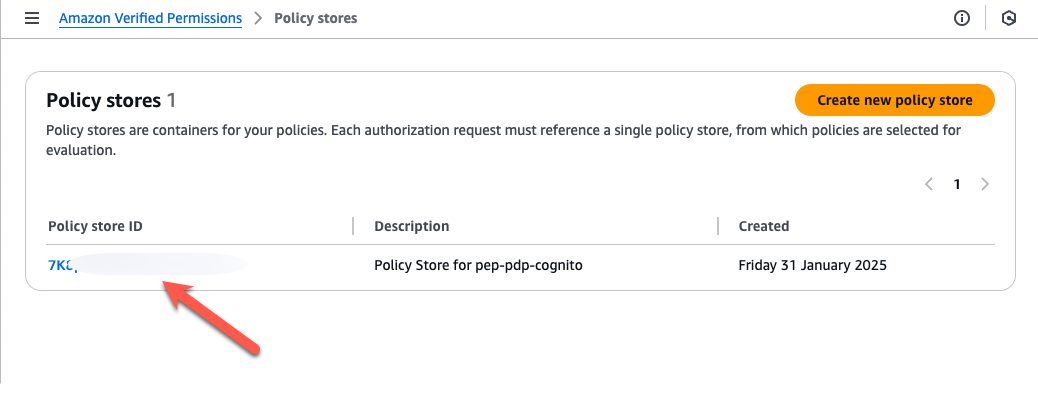 Amazon Verified Permissions > Policy stores
Policy stores 1
Create new policy store
Policy stores are containers for your policies. Each authorization request must reference a single policy store, from which policies are selected for
evaluation.
1
Policy store ID
Description
Created
Policy Store for pep-pdp-cognito
Friday 31 January 2025